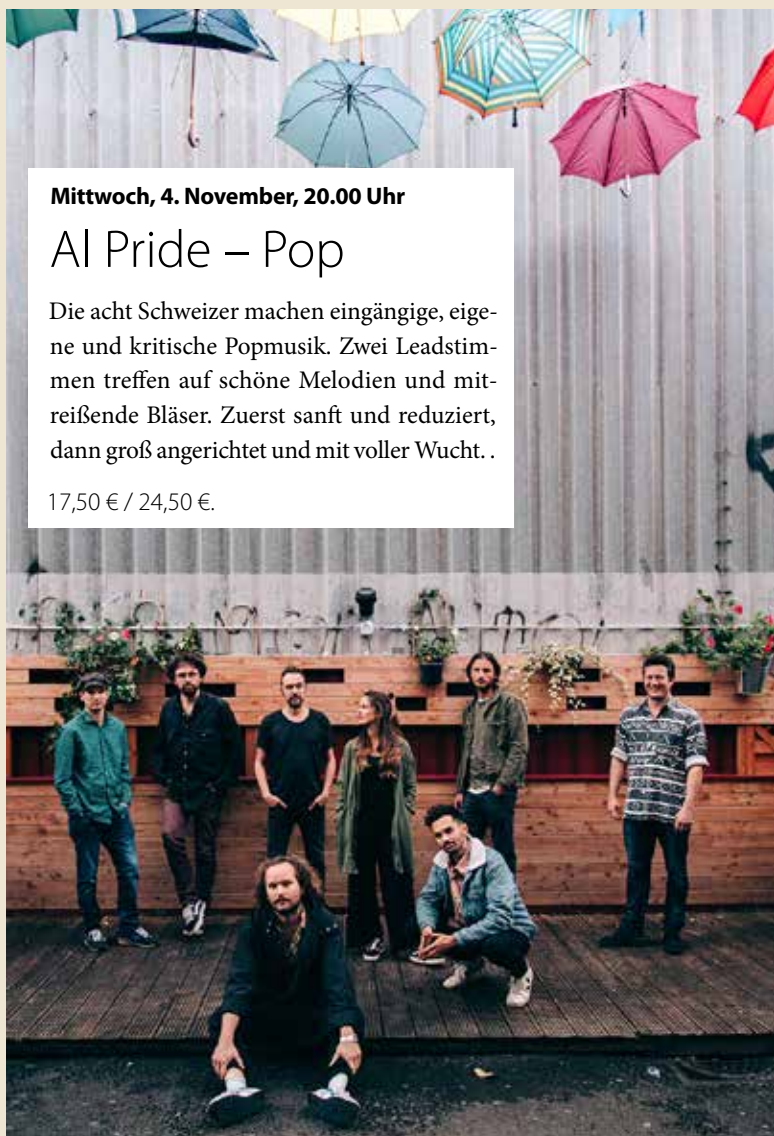 Mittwoch, 4. November, 20.00 Uhr
Al Pride – Pop
Die acht Schweizer machen eingängige, eige-
ne und kritische Popmusik. Zwei Leadstim-
men treffen auf schöne Melodien und mit-
reißende Bläser. Zuerst sanft und reduziert,
dann groß angerichtet und mit voller Wucht. .
17,50 € / 24,50 €.